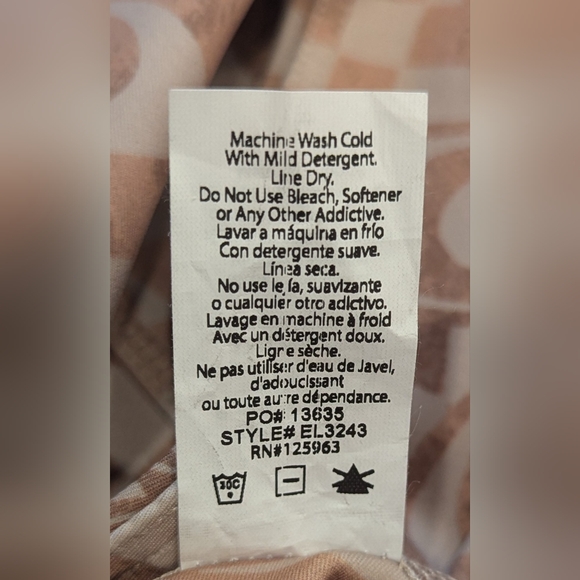 Machine Wash Cold
With Mild Detergent.
Line Dry.
Do Not Use Bleach, Softener
or Any Other Addictive.
Lavar a máquina en frío
Con detergente suave.
Línea seca.
No use lejía, suavizante
o cualquier otro adictivo.
Lavage en machine à froid
Avec un détergent doux.
Ligne sèche.
Ne pas utiliser d'eau de Javel,
d'adoucissant
ou toute autre dépendance.
PO#: 13635
STYLE# EL3243
RN#125963
30C